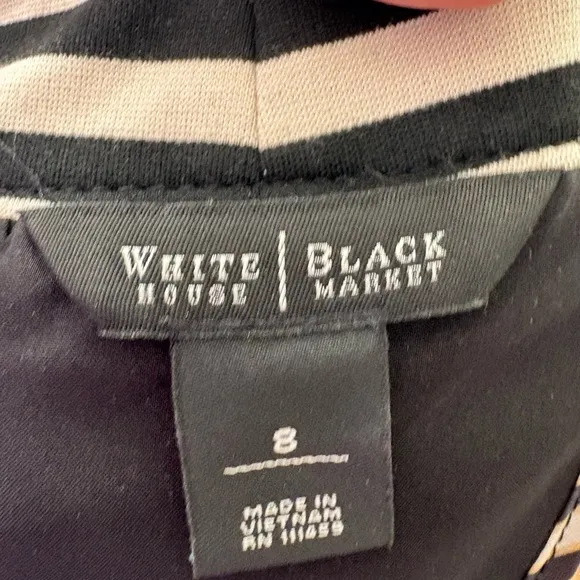 WHITE HOUSE | BLACK MARKET
8
MADE IN
VIETNAM
RN 111459